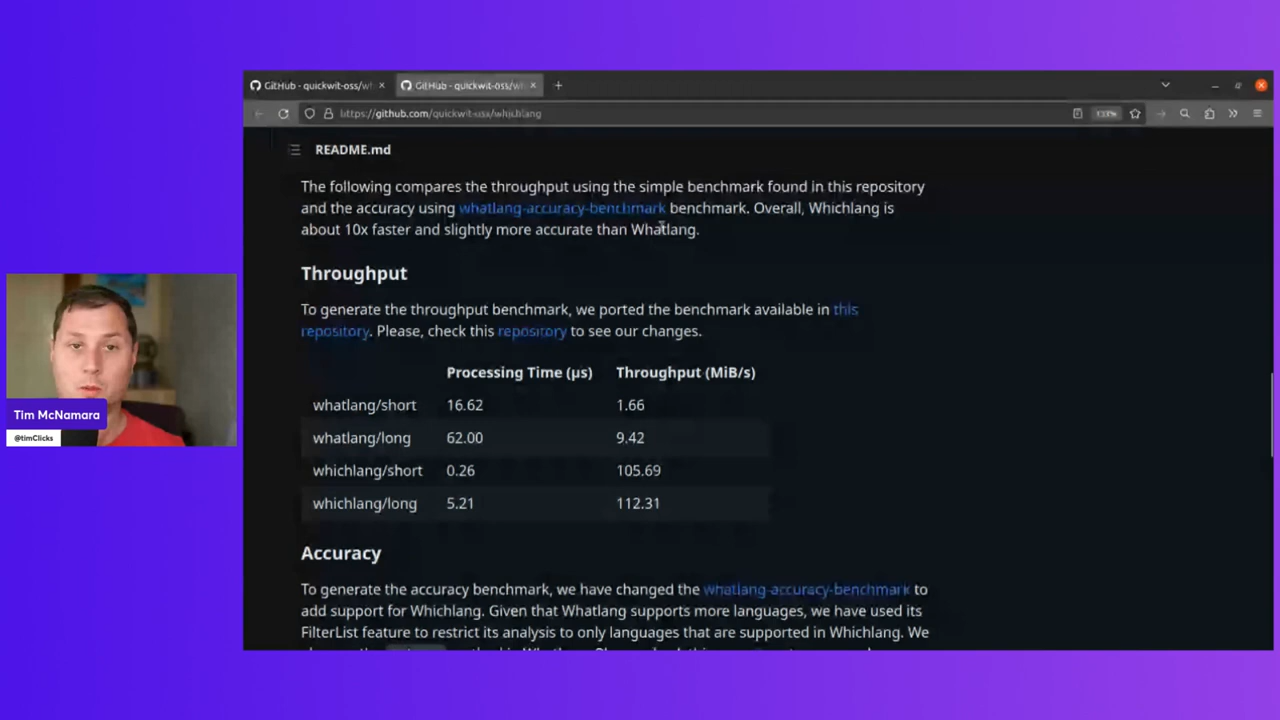 GitHub - quickwit-oss/wh
GitHub - quickwit-oss/w
https://github.com/quickwit-oss/whichlang
133%
README.md
The following compares the throughput using the simple benchmark found in this repository
and the accuracy using whatlang-accuracy-benchmark benchmark. Overall, Whichlang is
about 10x faster and slightly more accurate than Whatlang.
Throughput
To generate the throughput benchmark, we ported the benchmark available in this
repository. Please, check this repository to see our changes.
Processing Time (µs) Throughput (MiB/s)
whatlang/short 16.62 1.66
whatlang/long 62.00 9.42
whichlang/short 0.26 105.69
whichlang/long 5.21 112.31
Accuracy
To generate the accuracy benchmark, we have changed the whatlang-accuracy-benchmark to
add support for Whichlang. Given that Whatlang supports more languages, we have used its
FilterList feature to restrict its analysis to only languages that are supported in Whichlang. We
Tim McNamara
@timClicks